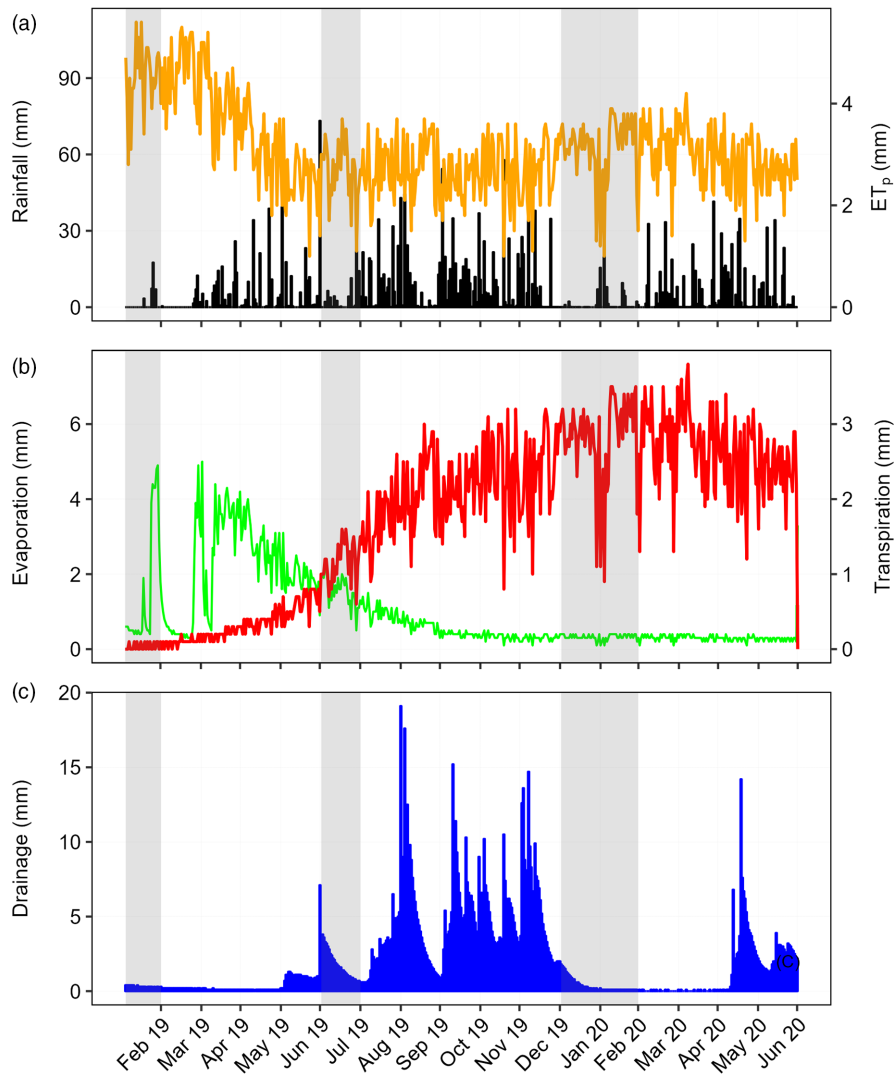 (a)
Rainfall (mm)
90
60
30
0
4
2
0
ETp (mm)
(b)
Evaporation (mm)
6
4
2
0
3
2
1
0
Transpiration (mm)
(c)
Drainage (mm)
20
15
10
5
0
(C)
Feb 19
Mar 19
Apr 19
May 19
Jun 19
Jul 19
Aug 19
Sep 19
Oct 19
Nov 19
Dec 19
Jan 20
Feb 20
Mar 20
Apr 20
May 20
Jun 20